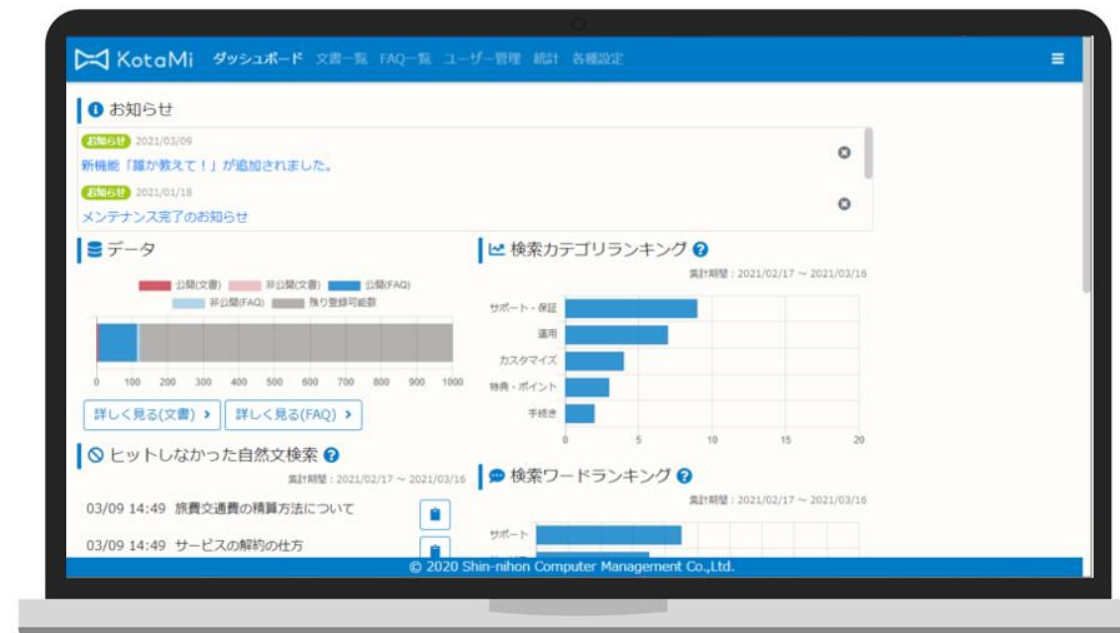 KotaMi ダッシュボード 文書一覧 FAQ一覧 ユーザー管理 統計 各種設定
お知らせ
お知らせ 2021/03/09
新機能「誰か教えて！」が追加されました。
お知らせ 2021/01/18
メンテナンス完了のお知らせ
データ
公開(文書) 非公開(文書) 公開(FAQ)
非公開(FAQ) 残り登録可能数
0 100 200 300 400 500 600 700 800 900 1000
詳しく見る(文書)
詳しく見る(FAQ)
ヒットしなかった自然文検索
集計期間：2021/02/17 ～ 2021/03/16
03/09 14:49 旅費交通費の精算方法について
03/09 14:49 サービスの解約の仕方
検索カテゴリランキング
集計期間：2021/02/17 ～ 2021/03/16
サポート・保証
運用
カスタマイズ
特典・ポイント
手続き
0 5 10 15 20
検索ワードランキング
集計期間：2021/02/17 ～ 2021/03/16
サポート
© 2020 Shin-nihon Computer Management Co.,Ltd.